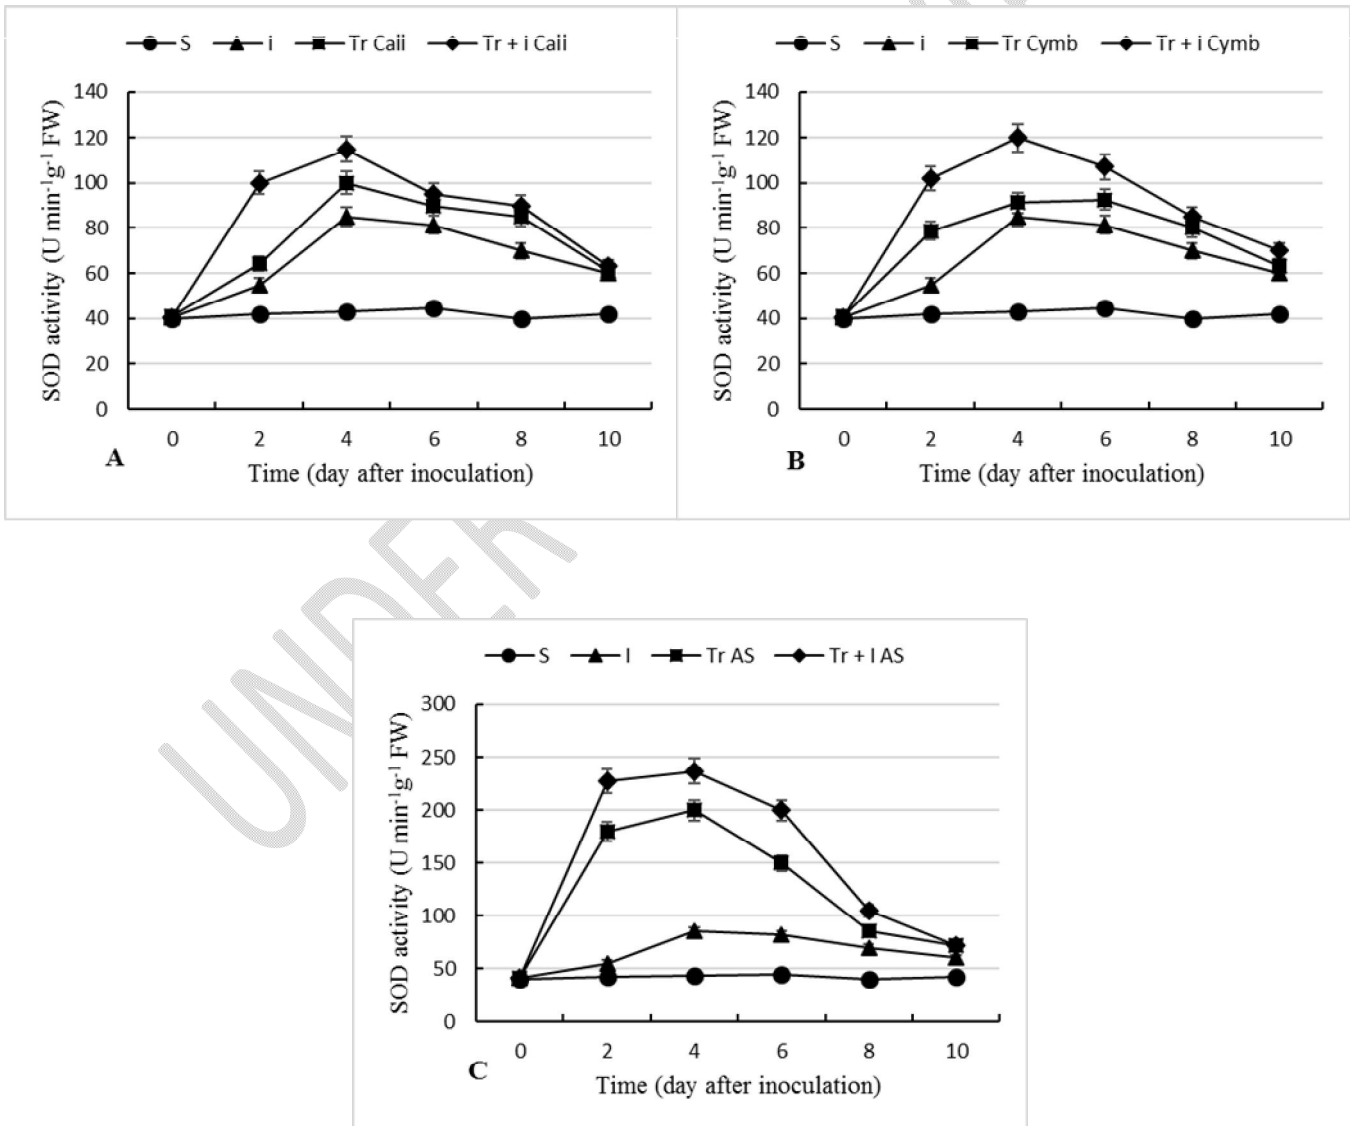 S i Tr Caii Tr + i Caii
140
120
100
80
60
40
20
0
SOD activity (U min⁻¹g⁻¹ FW)
0 2 4 6 8 10
A
Time (day after inoculation)
S i Tr Cymb Tr + i Cymb
140
120
100
80
60
40
20
0
SOD activity (U min⁻¹g⁻¹ FW)
0 2 4 6 8 10
B
Time (day after inoculation)
UNDER
S I Tr AS Tr + I AS
300
250
200
150
100
50
0
SOD activity (U min⁻¹g⁻¹ FW)
0 2 4 6 8 10
C
Time (day after inoculation)